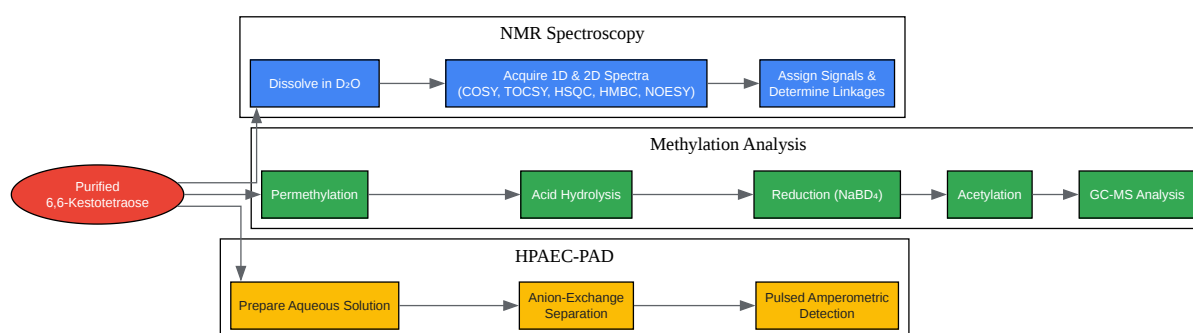 NMR Spectroscopy
Dissolve in D₂O
Acquire 1D & 2D Spectra
(COSY, TOCSY, HSQC, HMBC, NOESY)
Assign Signals &
Determine Linkages
Methylation Analysis
Purified
6,6-Kestotetraose
Permethylation
Acid Hydrolysis
Reduction (NaBD₄)
Acetylation
GC-MS Analysis
HPAEC-PAD
Prepare Aqueous Solution
Anion-Exchange
Separation
Pulsed Amperometric
Detection